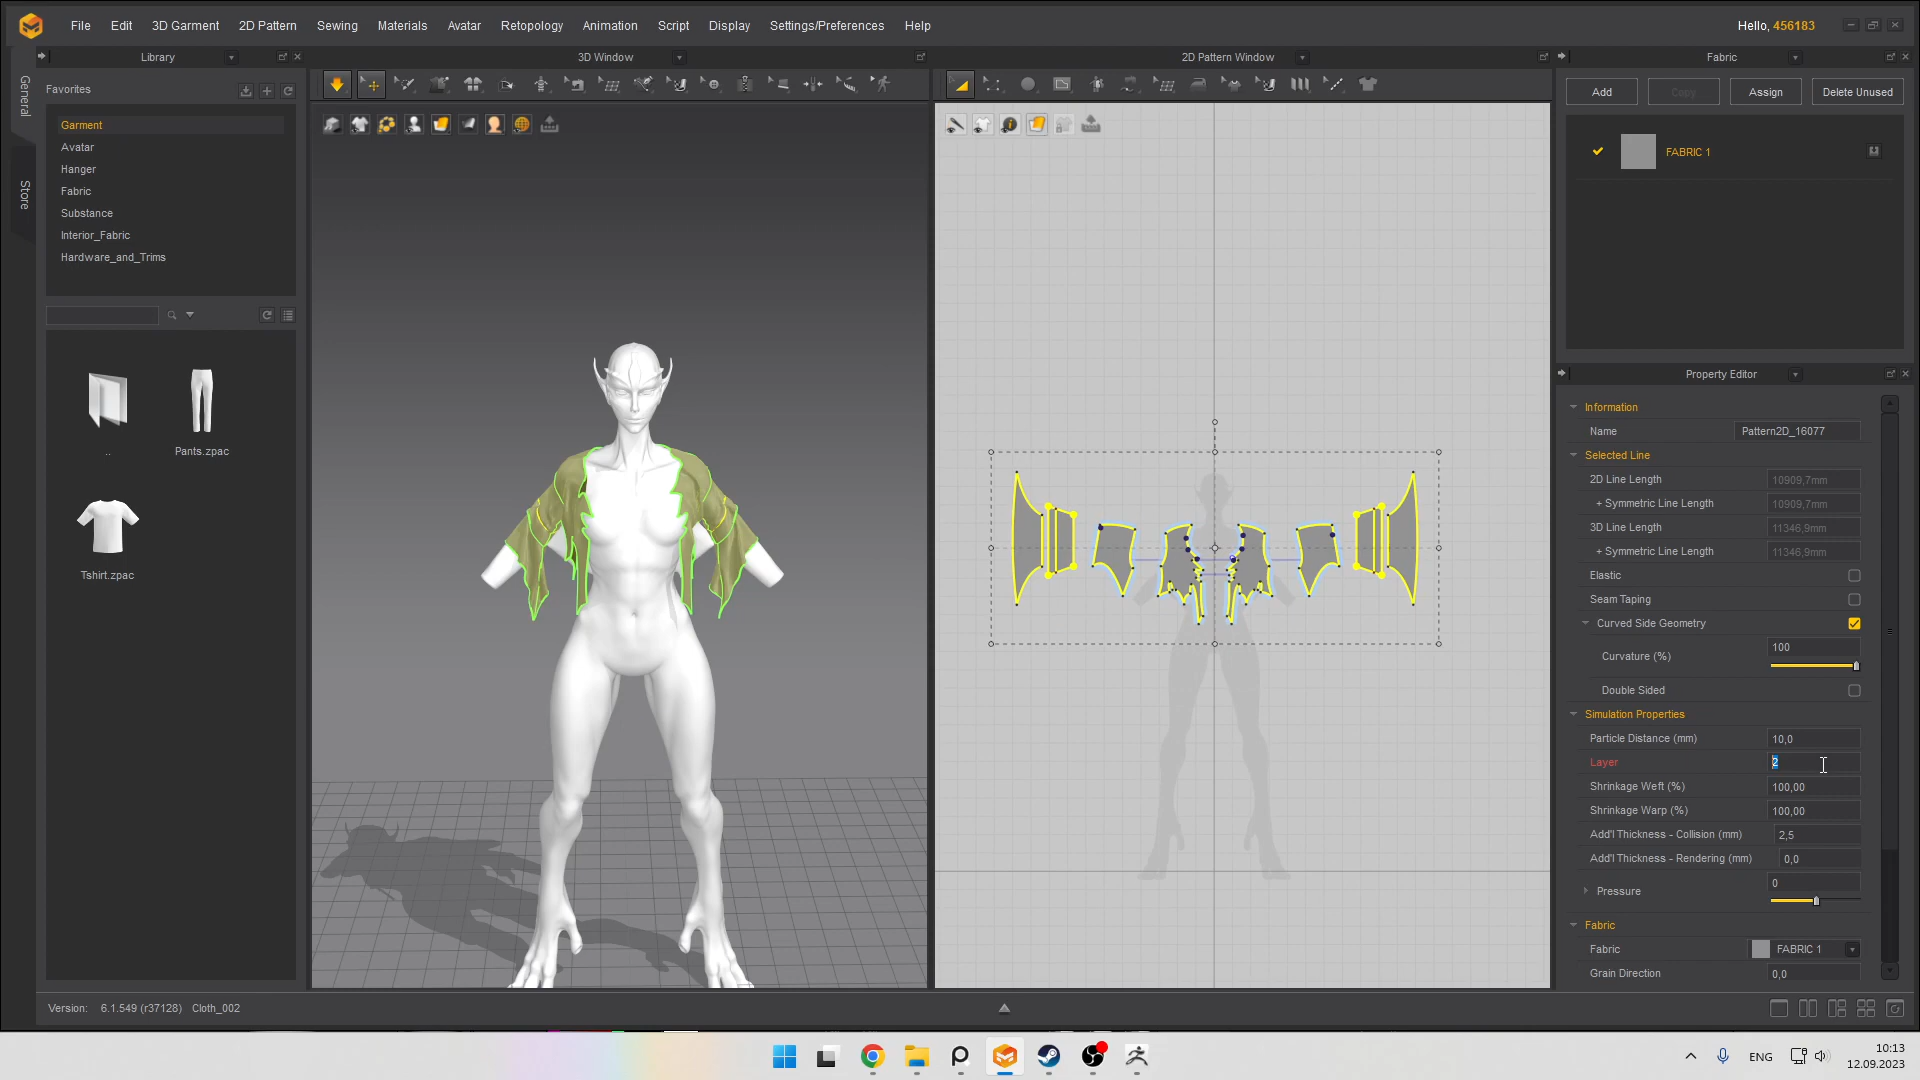 File Edit 3D Garment 2D Pattern Sewing Materials Avatar Retopology Animation Script Display Settings/Preferences Help Hello, 456183
Library 3D Window 2D Pattern Window Fabric
General
Store
Favorites
Garment
Avatar
Hanger
Fabric
Substance
Interior_Fabric
Hardware_and_Trims
..
Pants.zpac
Tshirt.zpac
Add Copy Assign Delete Unused
FABRIC 1
Property Editor
Information
Name Pattern2D_16077
Selected Line
2D Line Length 10909,7mm
+ Symmetric Line Length 10909,7mm
3D Line Length 11346,9mm
+ Symmetric Line Length 11346,9mm
Elastic
Seam Taping
Curved Side Geometry
Curvature (%) 100
Double Sided
Simulation Properties
Particle Distance (mm) 10,0
Layer 2
Shrinkage Weft (%) 100,00
Shrinkage Warp (%) 100,00
Add'l Thickness - Collision (mm) 2,5
Add'l Thickness - Rendering (mm) 0,0
Pressure 0
Fabric
Fabric FABRIC 1
Grain Direction 0,0
Version: 6.1.549 (r37128) Cloth_002
ENG
10:13
12.09.2023